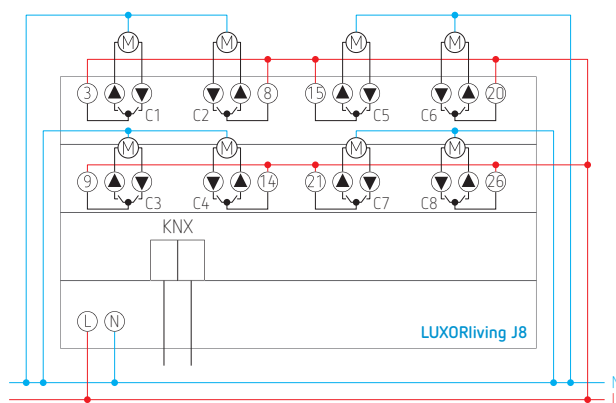 M M M M
3 8 15 20
C1 C2 C5 C6
M M M M
9 14 21 26
C3 C4 C7 C8
KNX
L N
LUXORliving J8
N
L